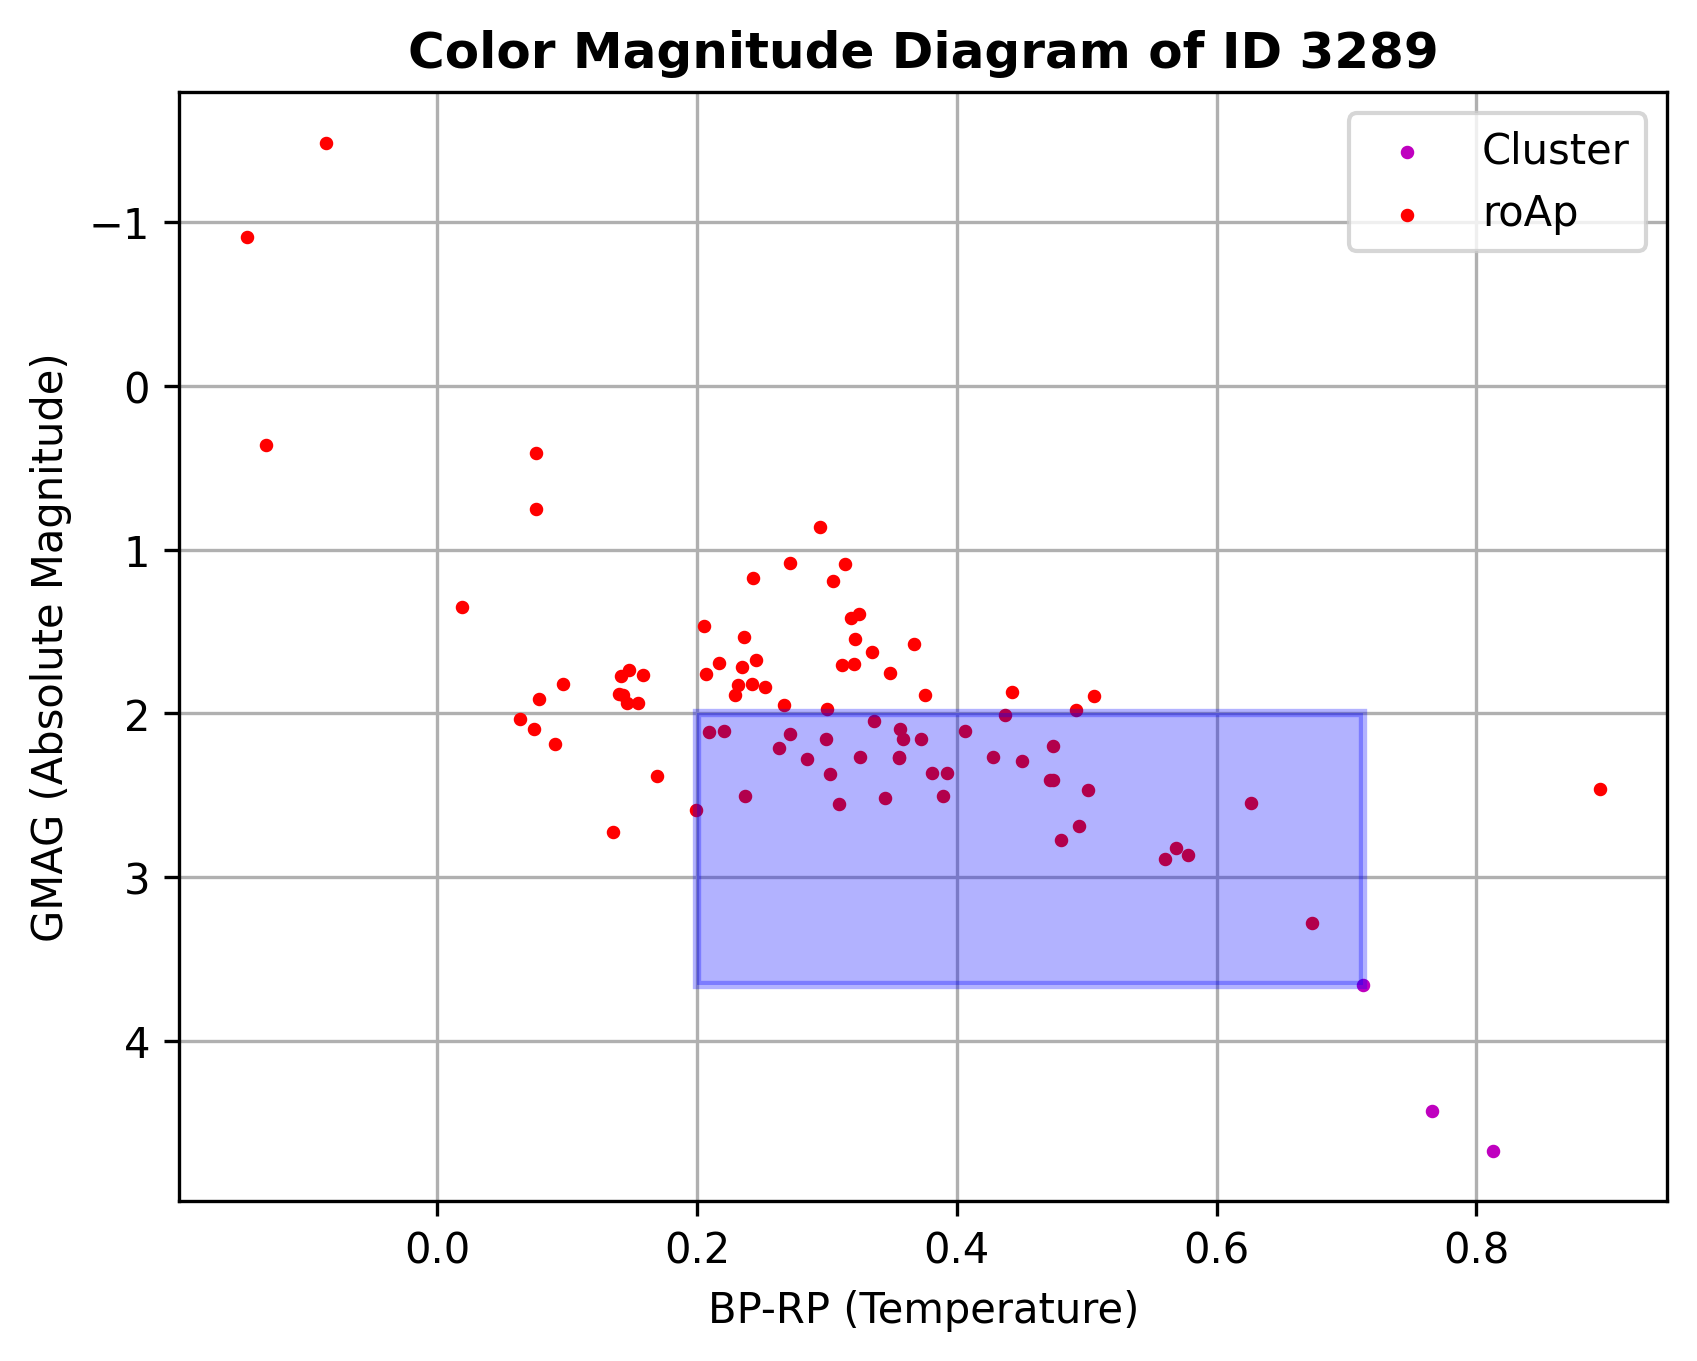 Color Magnitude Diagram of ID 3289
Cluster
roAp
−1
0
1
2
3
4
GMAG (Absolute Magnitude)
0.0 0.2 0.4 0.6 0.8
BP-RP (Temperature)